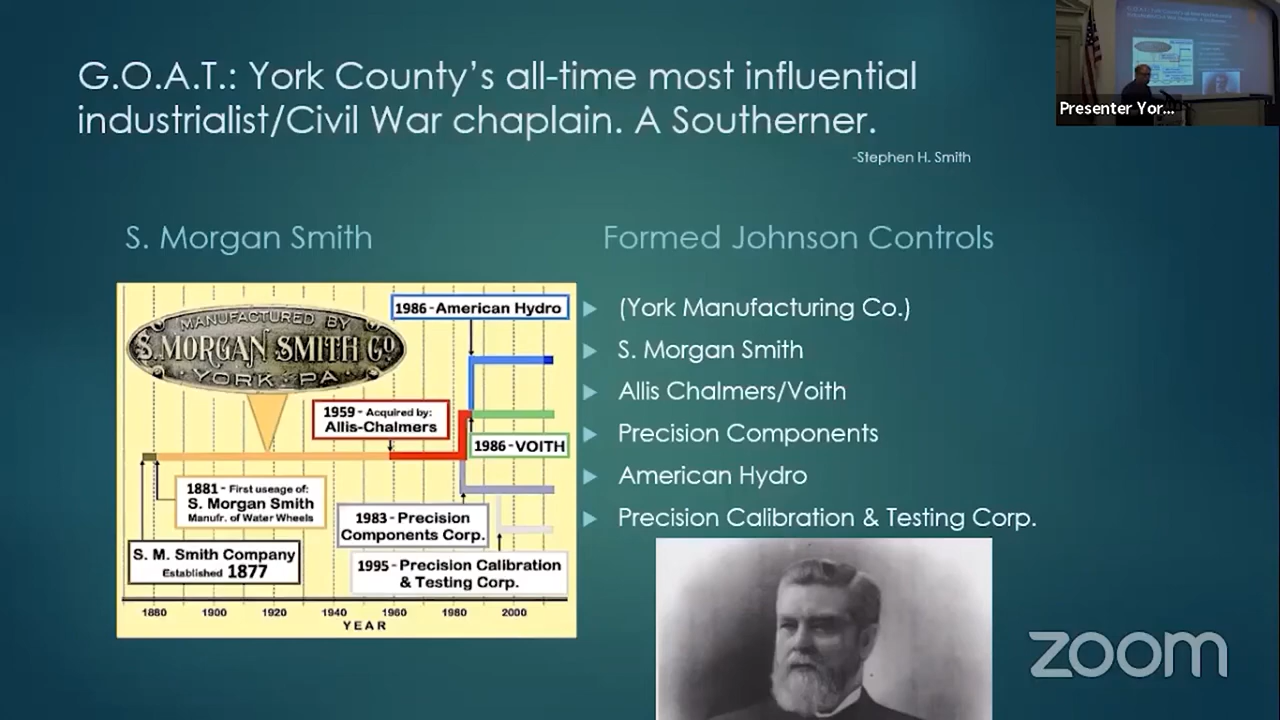 G.O.A.T.: York County's all-time most influential
industrialist/Civil War chaplain. A Southerner.
-Stephen H. Smith
Presenter Yor...
S. Morgan Smith
Formed Johnson Controls
MANUFACTURED BY
S. MORGAN SMITH CO
YORK PA
1986-American Hydro
1959-Acquired by:
Allis-Chalmers
1986-VOITH
1881-First useage of:
S. Morgan Smith
Manufr. of Water Wheels
1983-Precision
Components Corp.
S. M. Smith Company
Established 1877
1995-Precision Calibration
& Testing Corp.
1880 1900 1920 1940 1960 1980 2000
YEAR
(York Manufacturing Co.)
S. Morgan Smith
Allis Chalmers/Voith
Precision Components
American Hydro
Precision Calibration & Testing Corp.
zoom